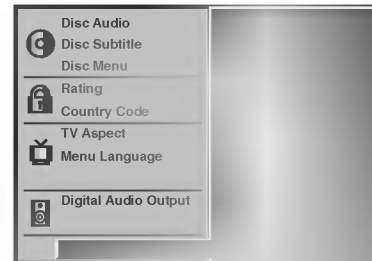 Disc Audio
Disc Subtitle
Disc Menu
Rating
Country Code
TV Aspect
Menu Language
Digital Audio Output